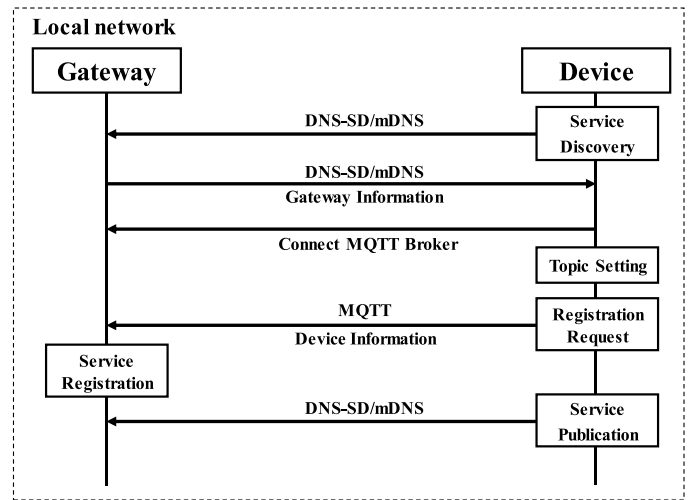 Local network
Gateway
Device
DNS-SD/mDNS
Service
Discovery
DNS-SD/mDNS
Gateway Information
Connect MQTT Broker
Topic Setting
MQTT
Device Information
Registration
Request
Service
Registration
DNS-SD/mDNS
Service
Publication